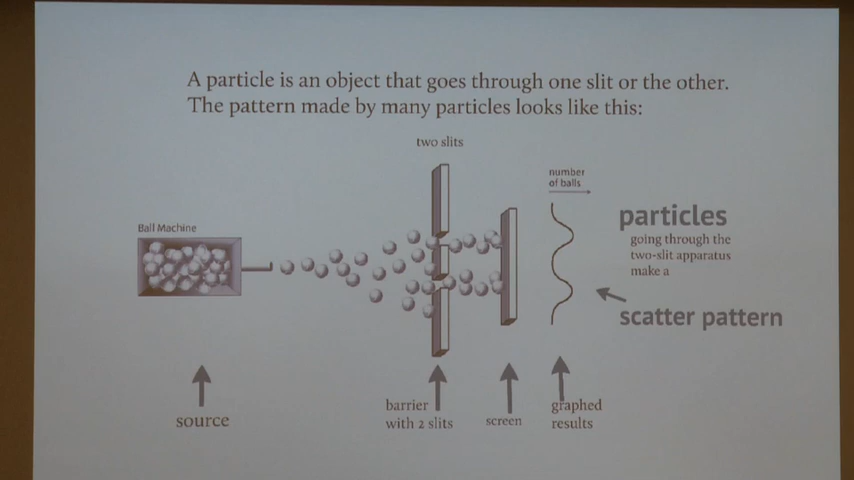 A particle is an object that goes through one slit or the other.
The pattern made by many particles looks like this:
two slits
number
of balls
Ball Machine
particles
going through the
two-slit apparatus
make a
scatter pattern
source
barrier
with 2 slits
screen
graphed
results